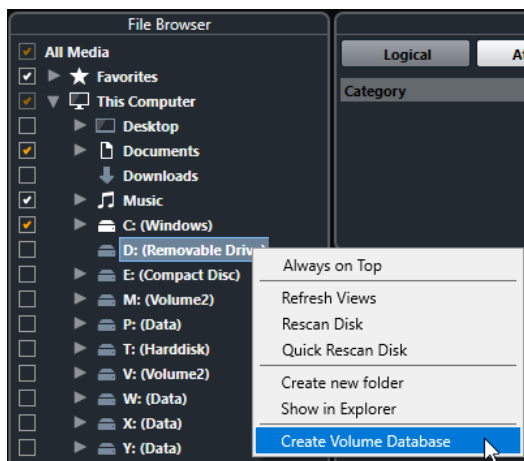 File Browser
All Media
Favorites
This Computer
Desktop
Documents
Downloads
Music
C: (Windows)
D: (Removable Drive)
E: (Compact Disc)
M: (Volume2)
P: (Data)
T: (Harddisk)
V: (Volume2)
W: (Data)
X: (Data)
Y: (Data)
Logical
Category
Always on Top
Refresh Views
Rescan Disk
Quick Rescan Disk
Create new folder
Show in Explorer
Create Volume Database